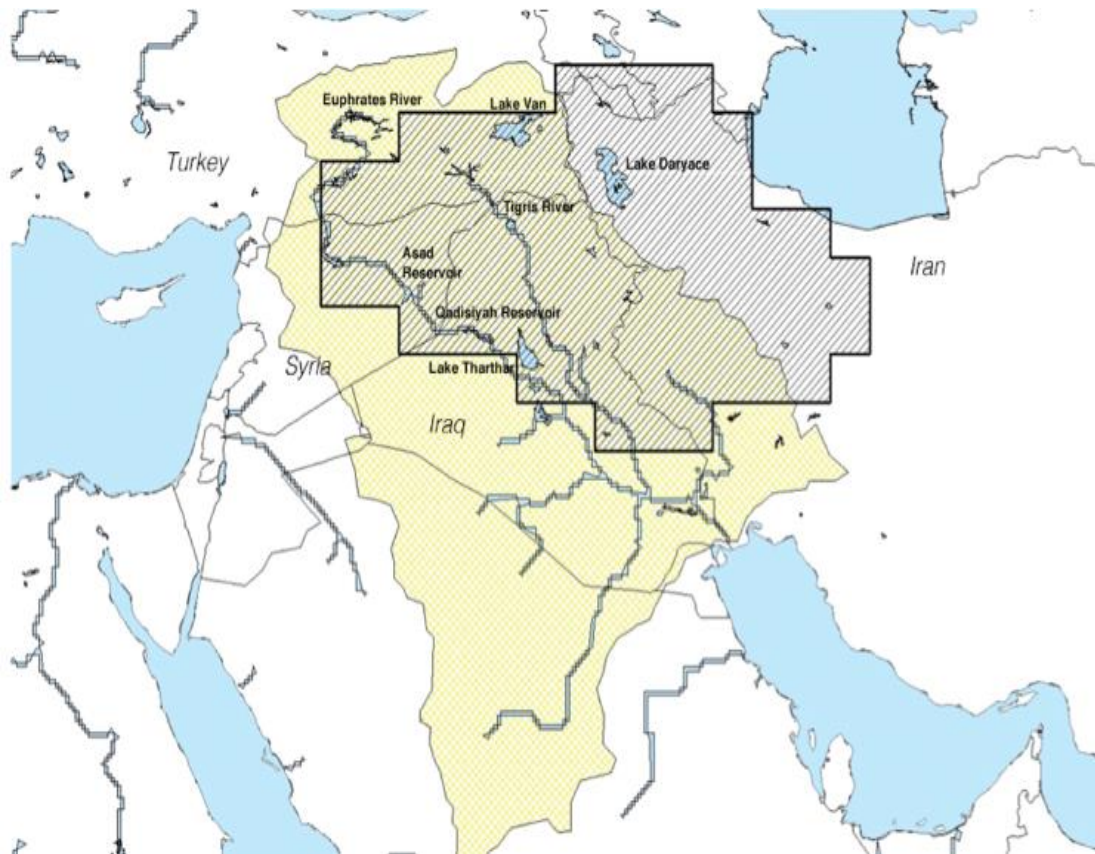 Euphrates River
Lake Van
Turkey
Lake Daryace
Tigris River
Asad
Reservoir
Iran
Qadisiyah Reservoir
Syria
Lake Tharthar
Iraq